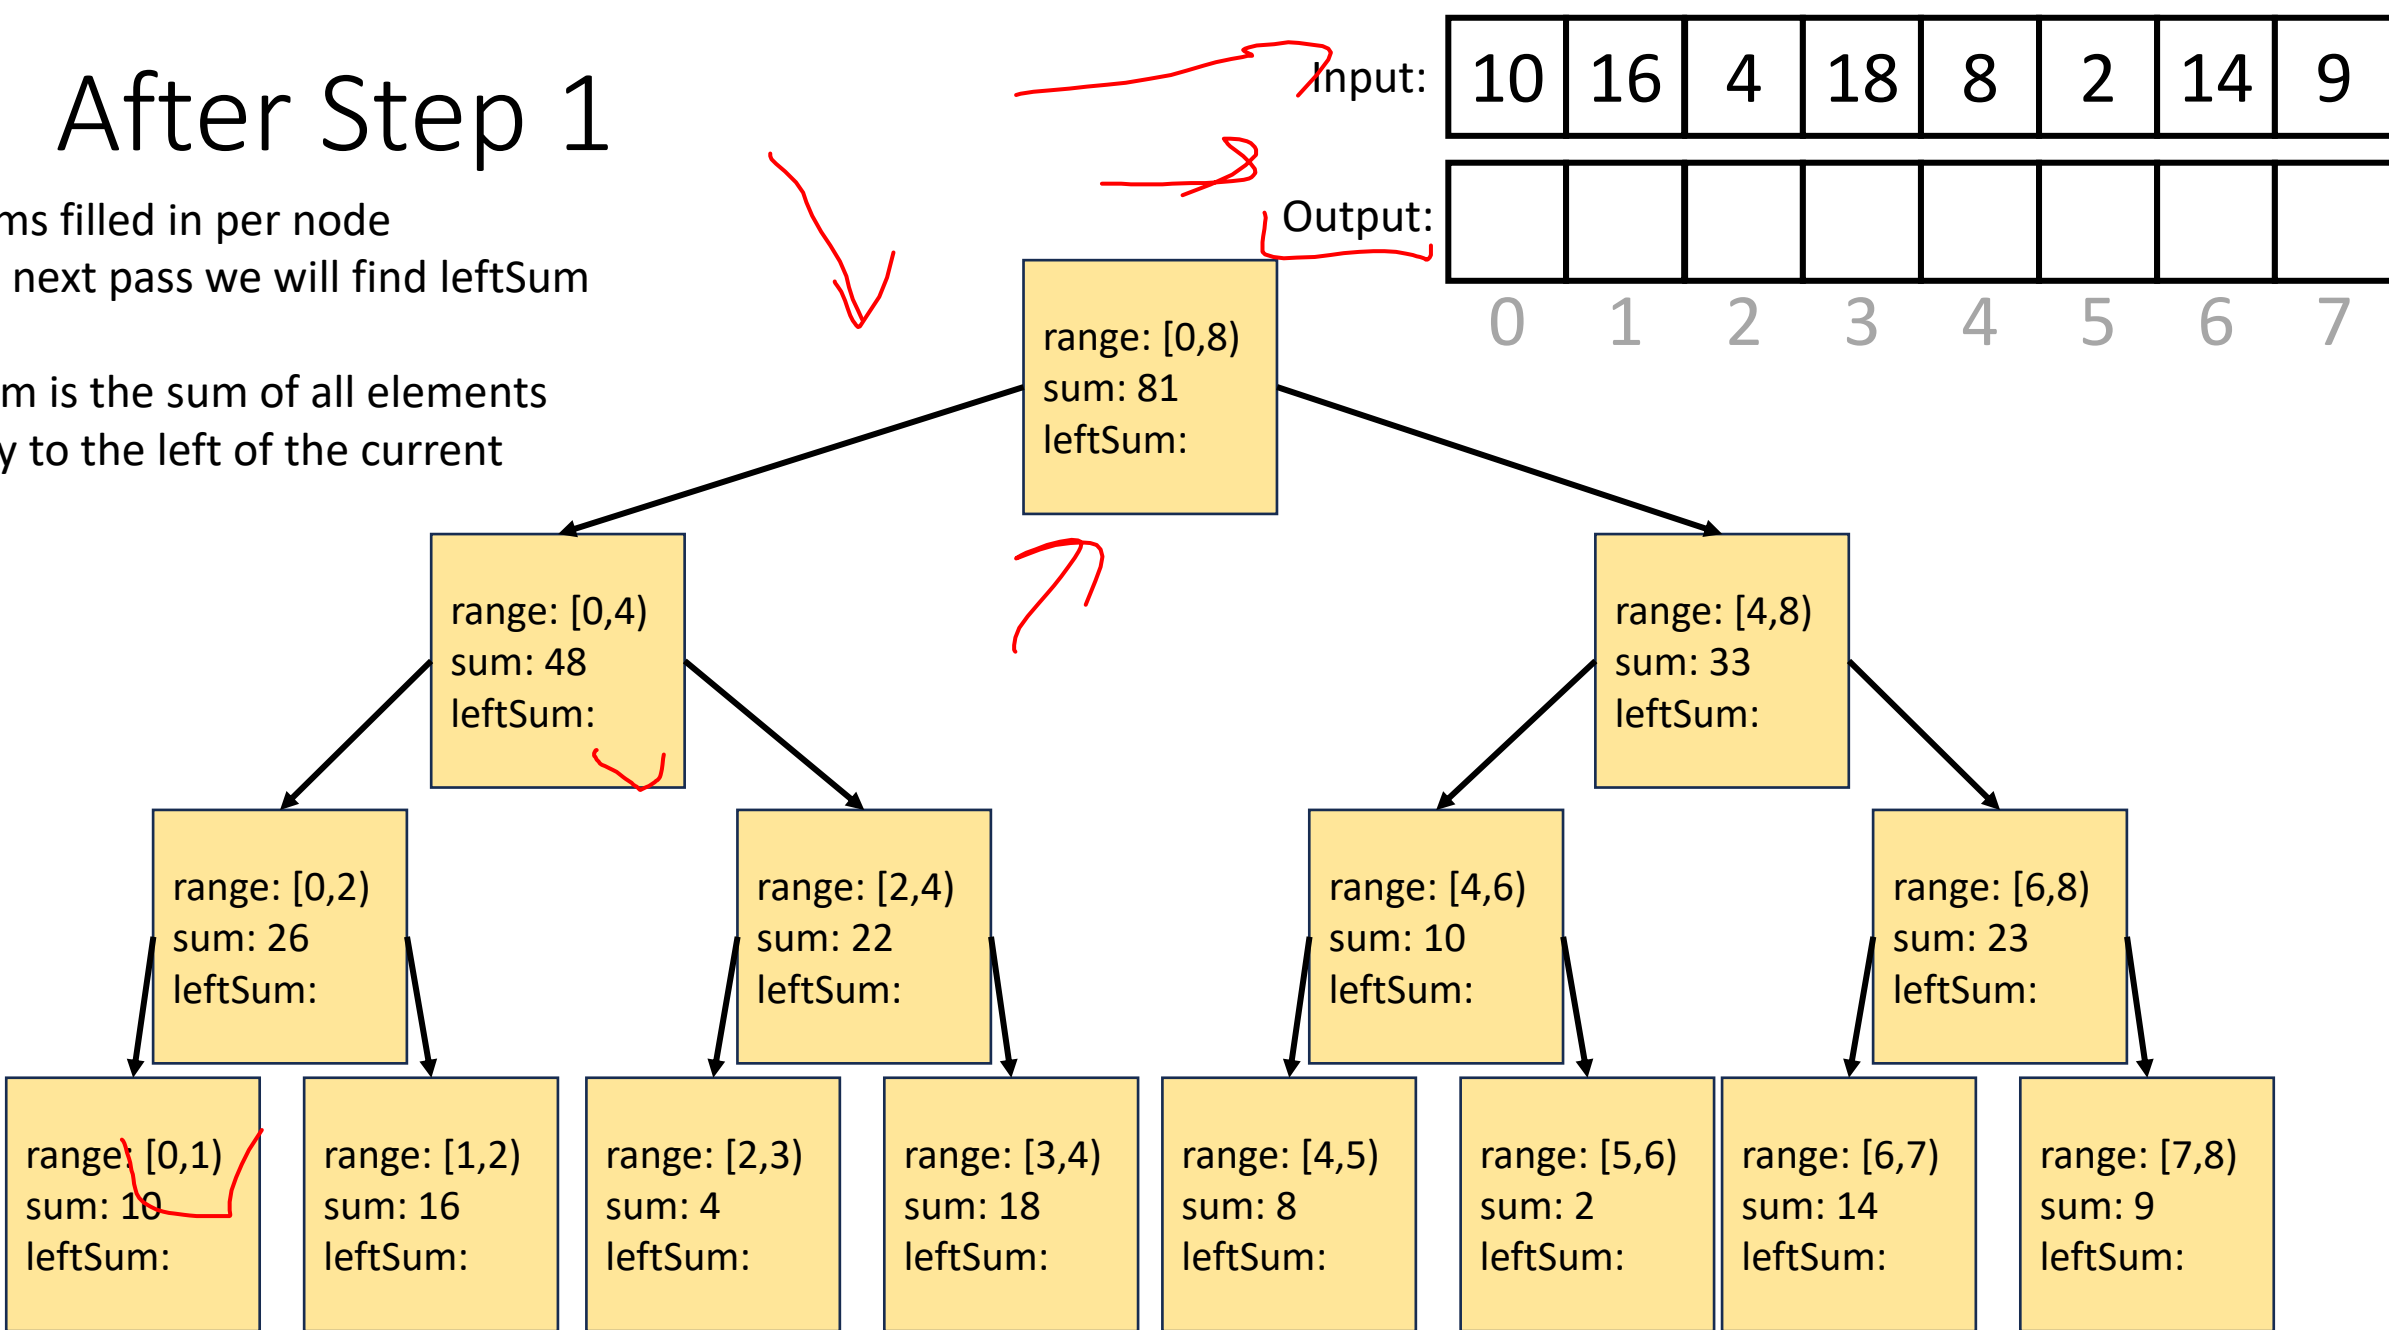 After Step 1
ms filled in per node
next pass we will find leftSum
m is the sum of all elements
y to the left of the current
Input: 10 16 4 18 8 2 14 9
Output:
0 1 2 3 4 5 6 7
range: [0,8)
sum: 81
leftSum:
range: [0,4)
sum: 48
leftSum:
range: [4,8)
sum: 33
leftSum:
range: [0,2)
sum: 26
leftSum:
range: [2,4)
sum: 22
leftSum:
range: [4,6)
sum: 10
leftSum:
range: [6,8)
sum: 23
leftSum:
range: [0,1)
sum: 10
leftSum:
range: [1,2)
sum: 16
leftSum:
range: [2,3)
sum: 4
leftSum:
range: [3,4)
sum: 18
leftSum:
range: [4,5)
sum: 8
leftSum:
range: [5,6)
sum: 2
leftSum:
range: [6,7)
sum: 14
leftSum:
range: [7,8)
sum: 9
leftSum: